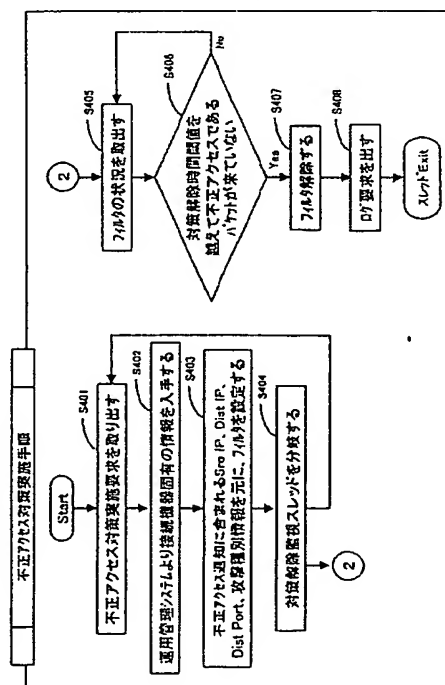 不正アクセス対策実施手順
Start
S401
不正アクセス対策実施要求を取り出す
S402
運用管理システムより接続機器固有の情報を入手する
S403
不正アクセス通知に含まれるSrc IP、Dist IP、
Dist Port、攻撃種別情報を元に、フィルタを設定する
S404
対策解除監視スレッドを分岐する
2
2
S405
フィルタの状況を取出す
S406
対策解除時間閾値を
越えて不正アクセスである
パケットが来ていない
No
Yes
S407
フィルタ解除する
S408
ログ要求を出す
スレッドExit